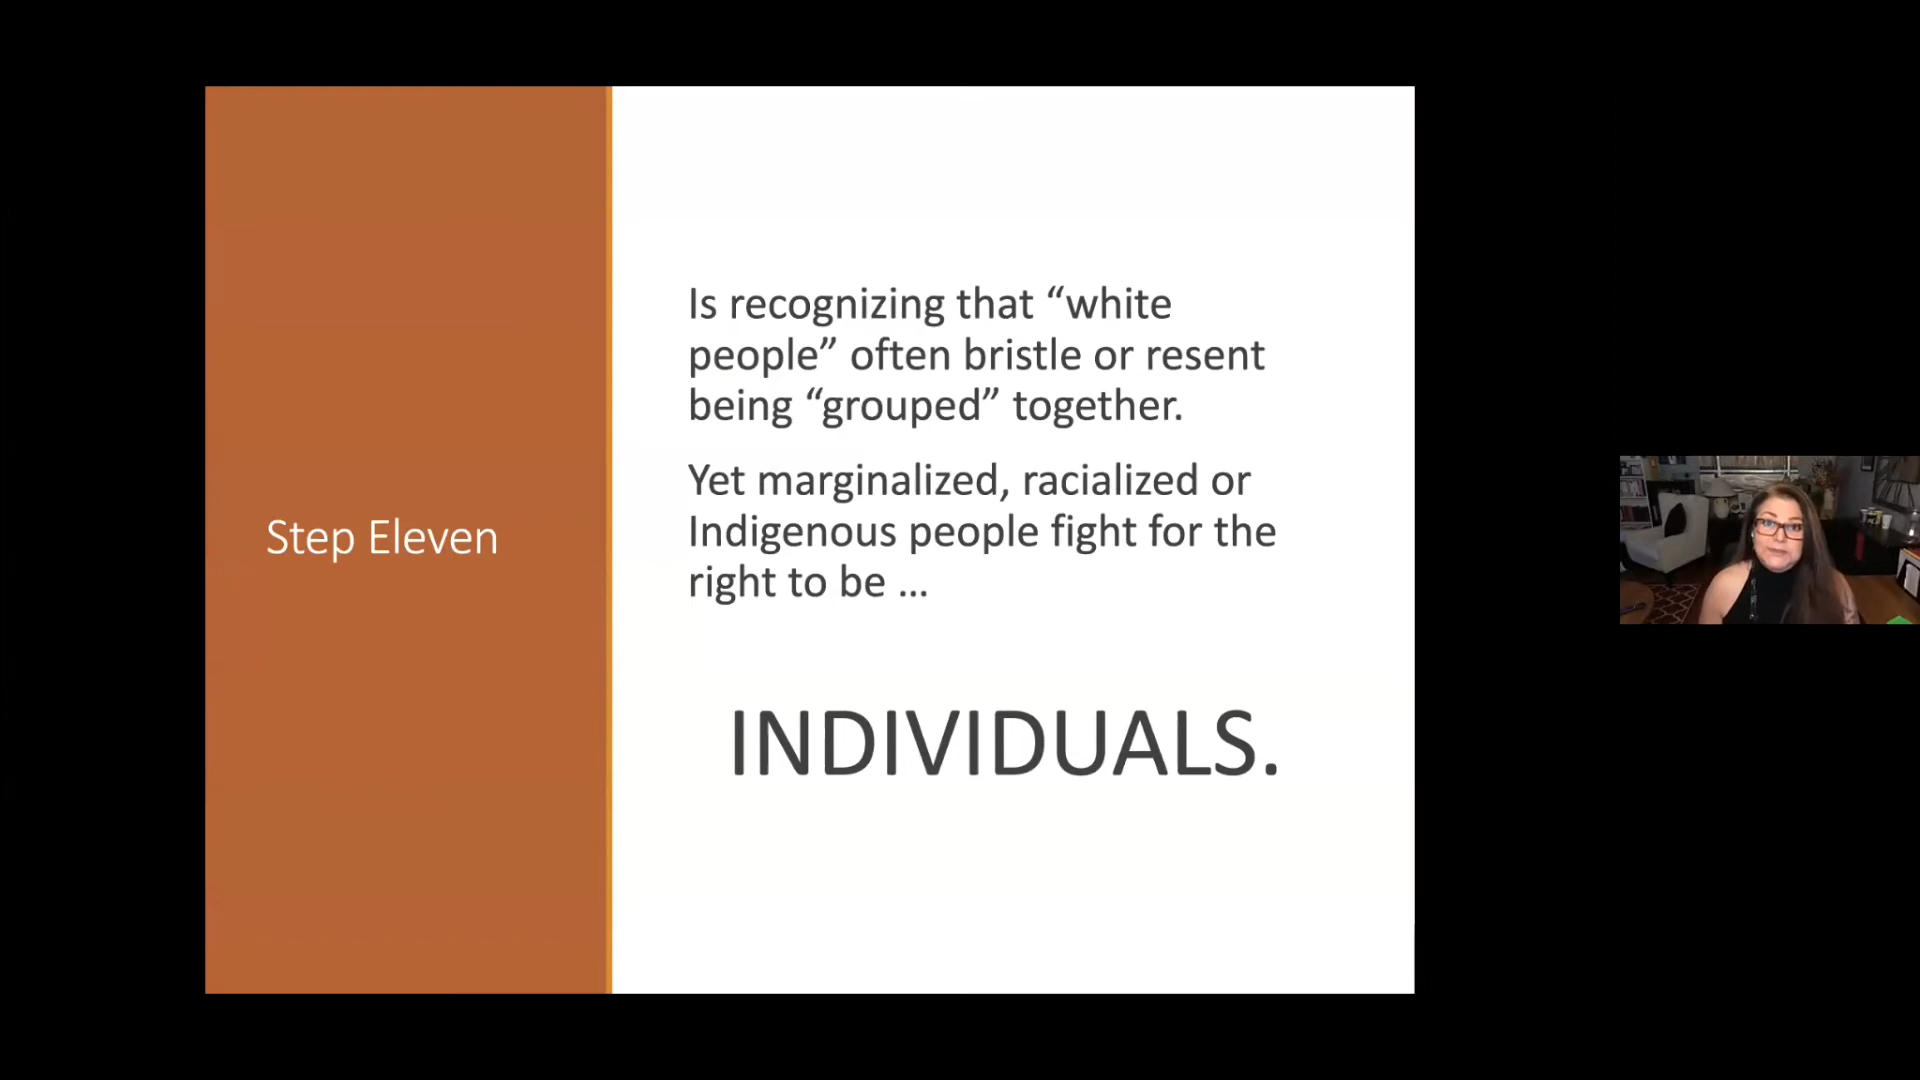 Step Eleven
Is recognizing that “white
people” often bristle or resent
being “grouped” together.
Yet marginalized, racialized or
Indigenous people fight for the
right to be ...
INDIVIDUALS.